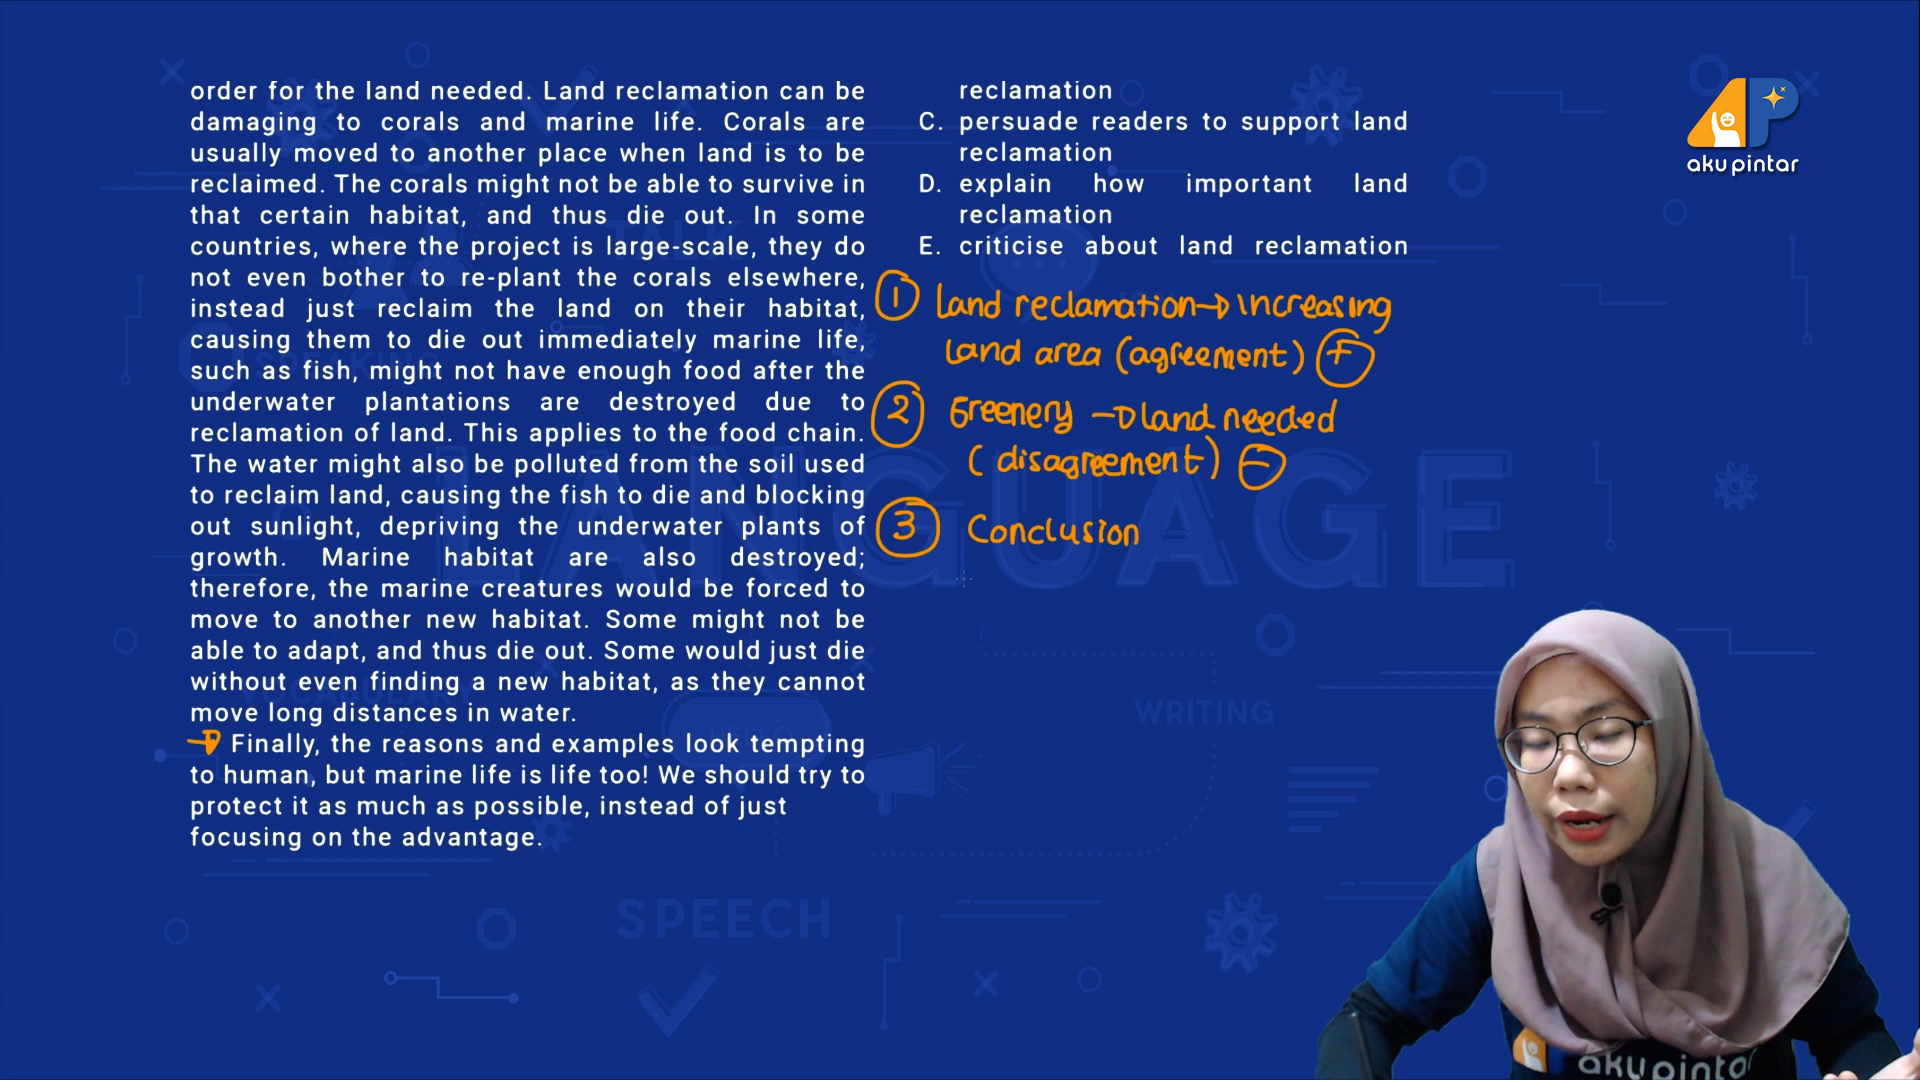 order for the land needed. Land reclamation can be
damaging to corals and marine life. Corals are
usually moved to another place when land is to be
reclaimed. The corals might not be able to survive in
that certain habitat, and thus die out. In some
countries, where the project is large-scale, they do
not even bother to re-plant the corals elsewhere,
instead just reclaim the land on their habitat,
causing them to die out immediately marine life,
such as fish, might not have enough food after the
underwater plantations are destroyed due to
reclamation of land. This applies to the food chain.
The water might also be polluted from the soil used
to reclaim land, causing the fish to die and blocking
out sunlight, depriving the underwater plants of
growth. Marine habitat are also destroyed;
therefore, the marine creatures would be forced to
move to another new habitat. Some might not be
able to adapt, and thus die out. Some would just die
without even finding a new habitat, as they cannot
move long distances in water.
Finally, the reasons and examples look tempting
to human, but marine life is life too! We should try to
protect it as much as possible, instead of just
focusing on the advantage.
reclamation
C. persuade readers to support land
reclamation
D. explain how important land
reclamation
E. criticise about land reclamation
1 Land reclamation → increasing
land area (agreement) +
2 Greenery → land needed
(disagreement) -
3 Conclusion
AP
aku pintar
LANGUAGE
WRITING
SPEECH
aku pintar